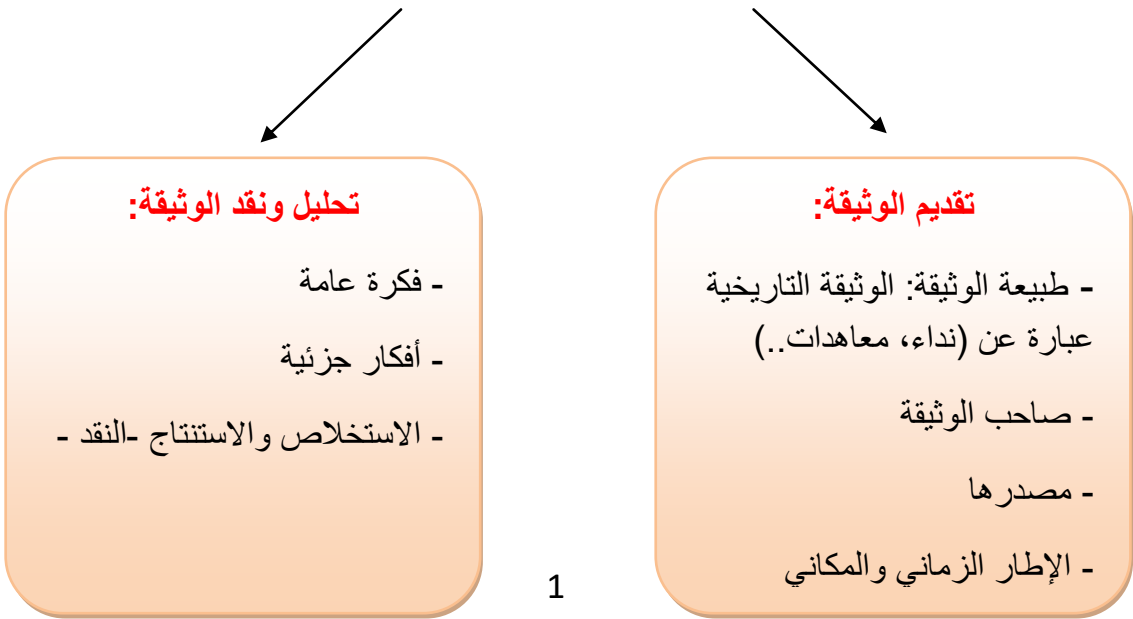 تقديم الوثيقة:
- طبيعة الوثيقة: الوثيقة التاريخية
عبارة عن (نداء، معاهدات..)
- صاحب الوثيقة
- مصدرها
- الإطار الزماني والمكاني
تحليل ونقد الوثيقة:
- فكرة عامة
- أفكار جزئية
- الاستخلاص والاستنتاج -النقد -
1